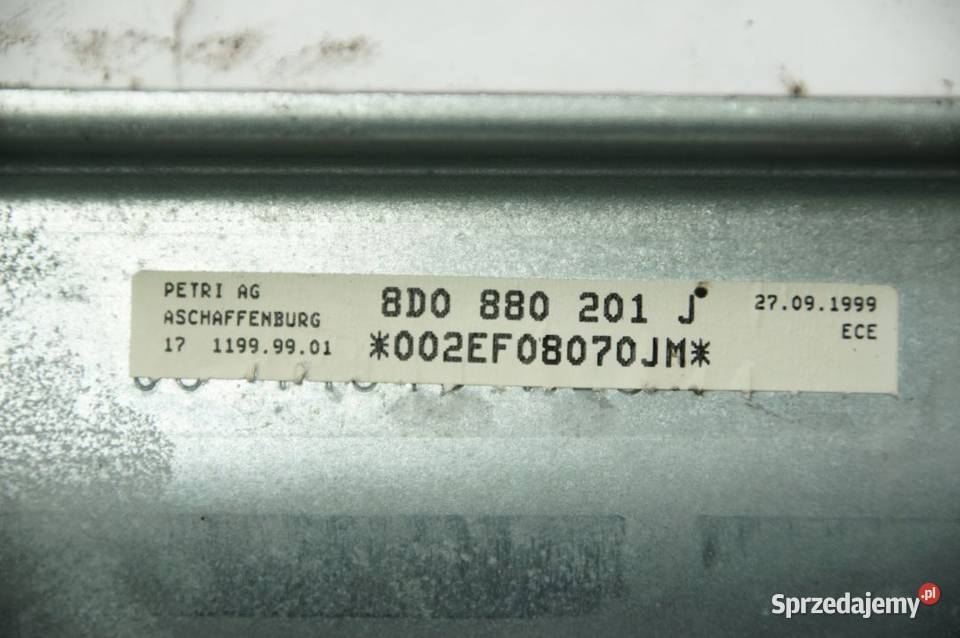 PETRI AG
ASCHAFFENBURG
17 1199.99.01
8D0 880 201 J
*002EF08070JM*
27.09.1999
ECE
Sprzedajemy.pl